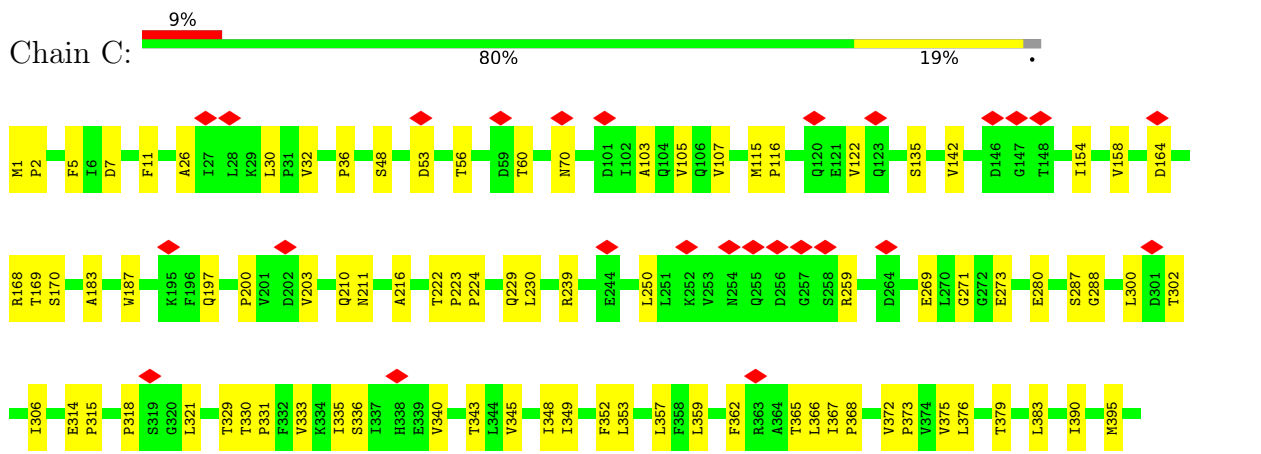 9%
Chain C:
80% 19% •
M1 P2 F5 I6 D7 F11 A26 I27 L28 K29 L30 P31 V32 P36 S48 D53 T56 D59 T60 N70 D101 I102 A103 Q104 V105 Q106 V107 M115 P116 Q120 E121 V122 Q123 S135 V142 D146 G147 T148 I154 V158 D164
R168 T169 S170 A183 W187 K195 F196 Q197 P200 V201 D202 V203 Q210 N211 A216 T222 P223 P224 Q229 L230 R239 E244 L250 L251 K252 V253 N254 Q255 D256 G257 S258 R259 D264 E269 L270 G271 G272 E273 E280 S287 G288 L300 D301 T302
I306 E314 P315 P318 S319 G320 L321 T329 T330 P331 F332 V333 K334 I335 S336 I337 H338 E339 V340 T343 L344 V345 I348 I349 F352 L353 L357 F358 L359 F362 R363 A364 T365 L366 I367 P368 V372 P373 V374 V375 L376 T379 L383 I390 M395